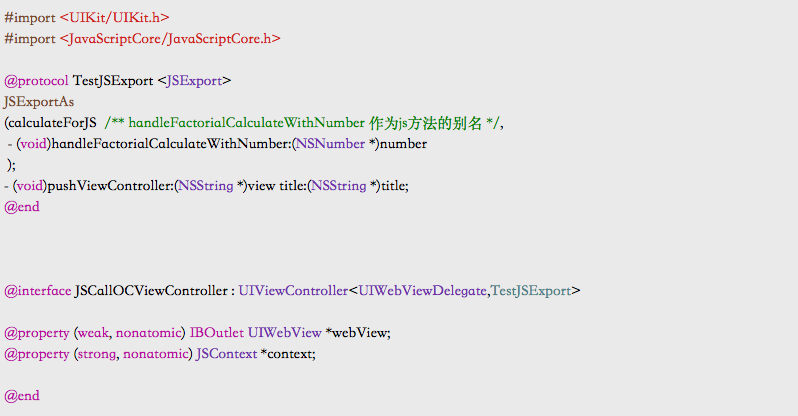 #import <UIKit/UIKit.h>
#import <JavaScriptCore/JavaScriptCore.h>
@protocol TestJSExport <JSExport>
JSExportAs
(calculateForJS /** handleFactorialCalculateWithNumber 作为js方法的别名 */,
- (void)handleFactorialCalculateWithNumber:(NSNumber *)number
);
- (void)pushViewController:(NSString *)view title:(NSString *)title;
@end
@interface JSCallOCViewController : UIViewController<UIWebViewDelegate,TestJSExport>
@property (weak, nonatomic) IBOutlet UIWebView *webView;
@property (strong, nonatomic) JSContext *context;
@end